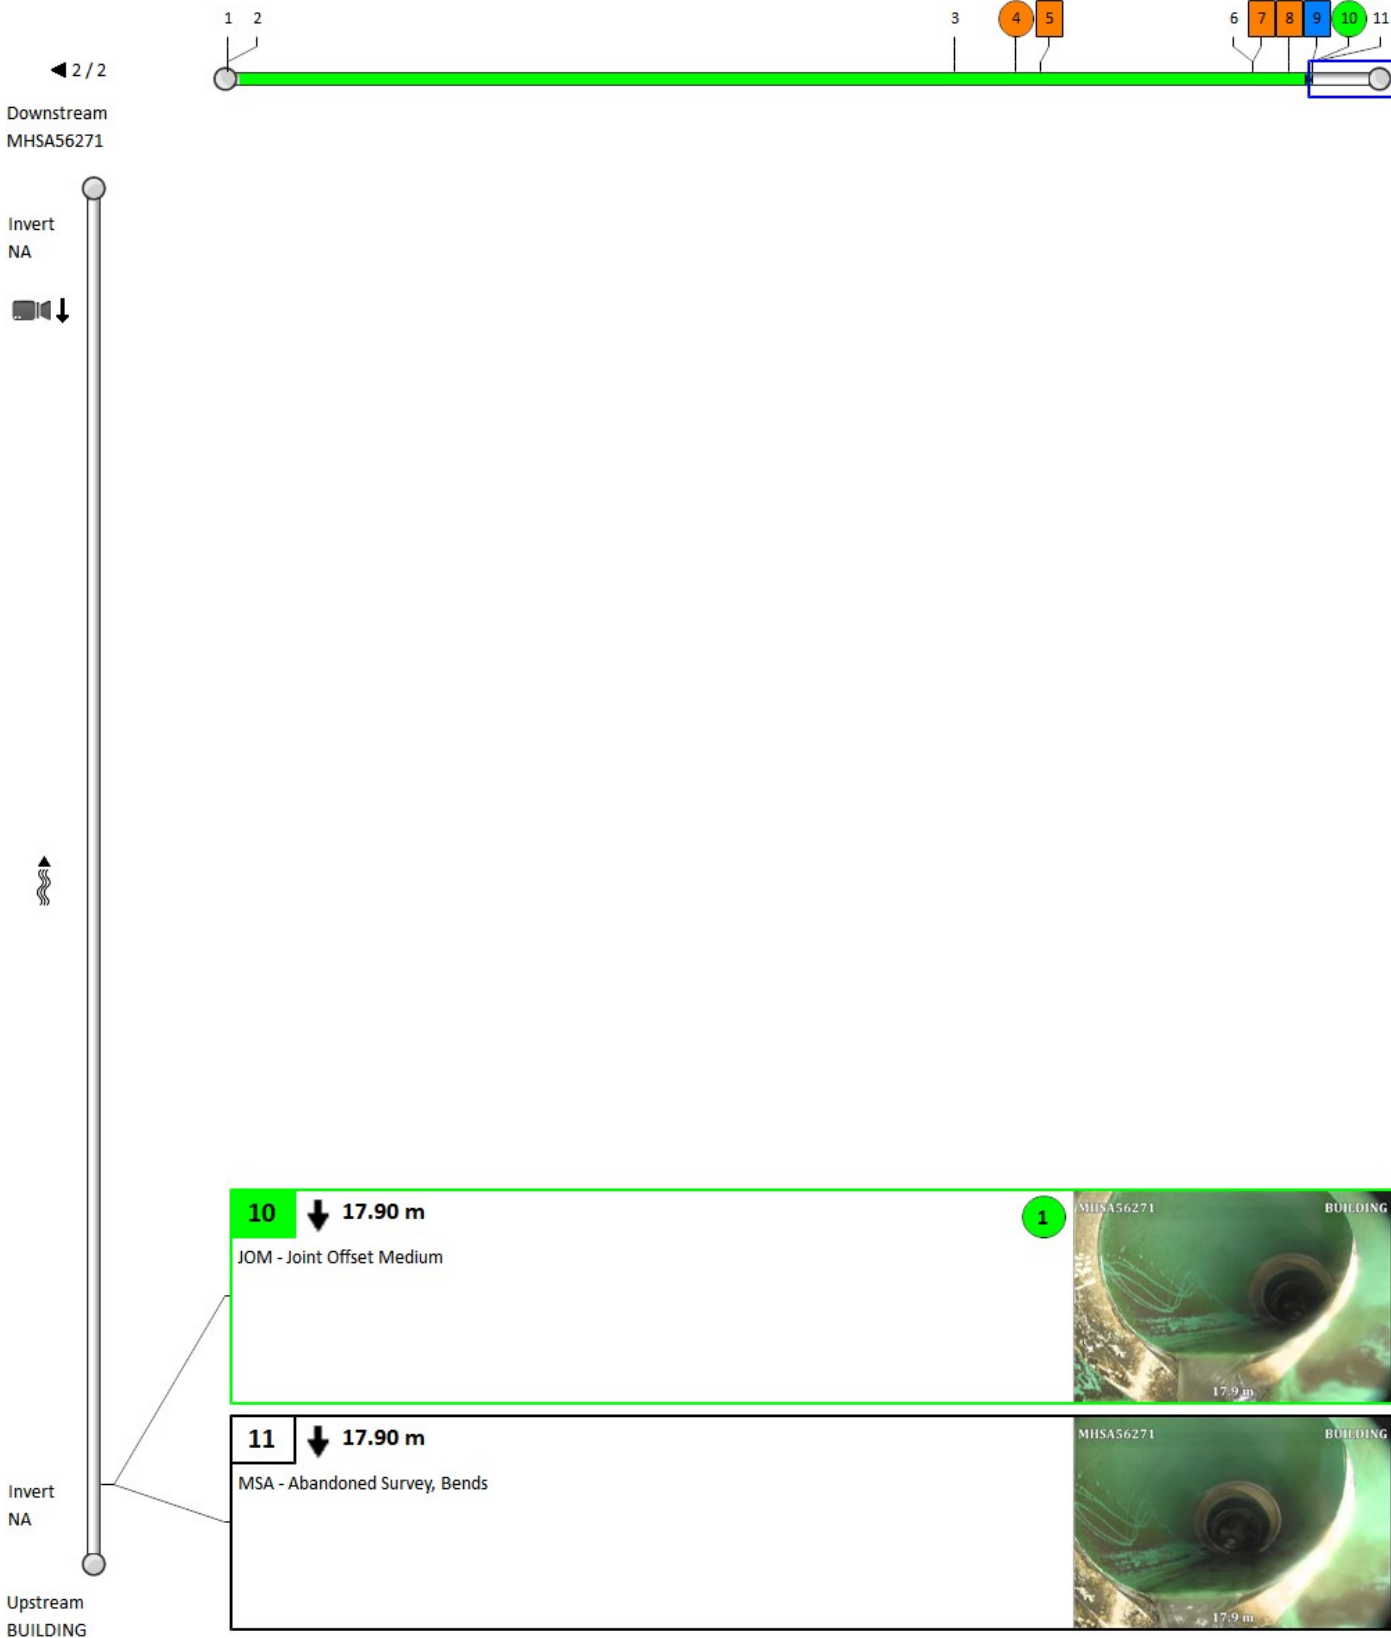 1 2 3 4 5 6 7 8 9 10 11
2 / 2
Downstream
MHSA56271
Invert
NA
10 17.90 m 1
JOM - Joint Offset Medium
MHSA56271 BUILDING
17.9 m
11 17.90 m
MSA - Abandoned Survey, Bends
MHSA56271 BUILDING
17.9 m
Invert
NA
Upstream
BUILDING